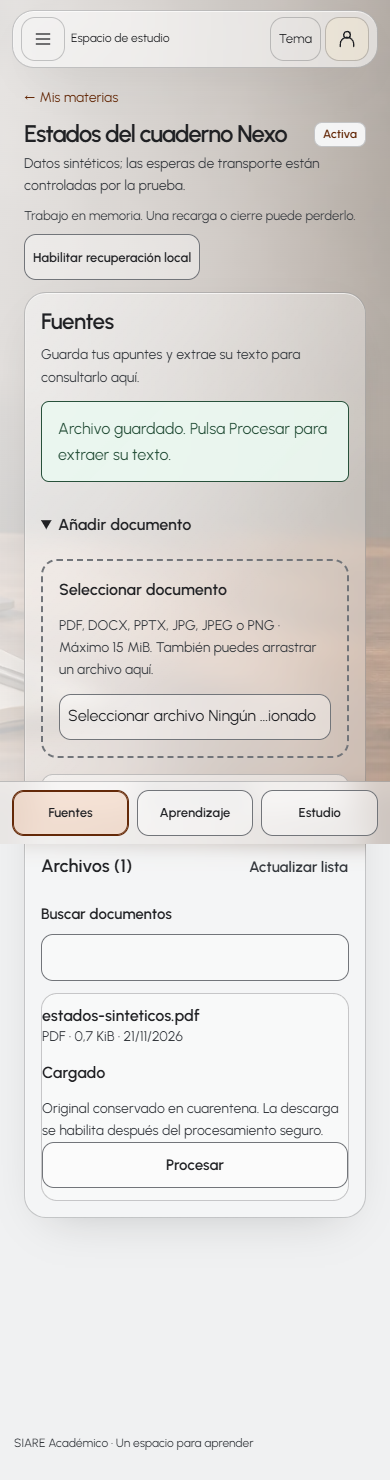 Espacio de estudio
Tema
← Mis materias
Estados del cuaderno Nexo
Activa
Datos sintéticos; las esperas de transporte están
controladas por la prueba.
Trabajo en memoria. Una recarga o cierre puede perderlo.
Habilitar recuperación local
Fuentes
Guarda tus apuntes y extrae su texto para
consultarlo aquí.
Archivo guardado. Pulsa Procesar para
extraer su texto.
▼ Añadir documento
Seleccionar documento
PDF, DOCX, PPTX, JPG, JPEG o PNG ·
Máximo 15 MiB. También puedes arrastrar
un archivo aquí.
Seleccionar archivo Ningún ...ionado
Fuentes
Aprendizaje
Estudio
Archivos (1)
Actualizar lista
Buscar documentos
estados-sinteticos.pdf
PDF · 0,7 KiB · 21/11/2026
Cargado
Original conservado en cuarentena. La descarga
se habilita después del procesamiento seguro.
Procesar
SIARE Académico · Un espacio para aprender